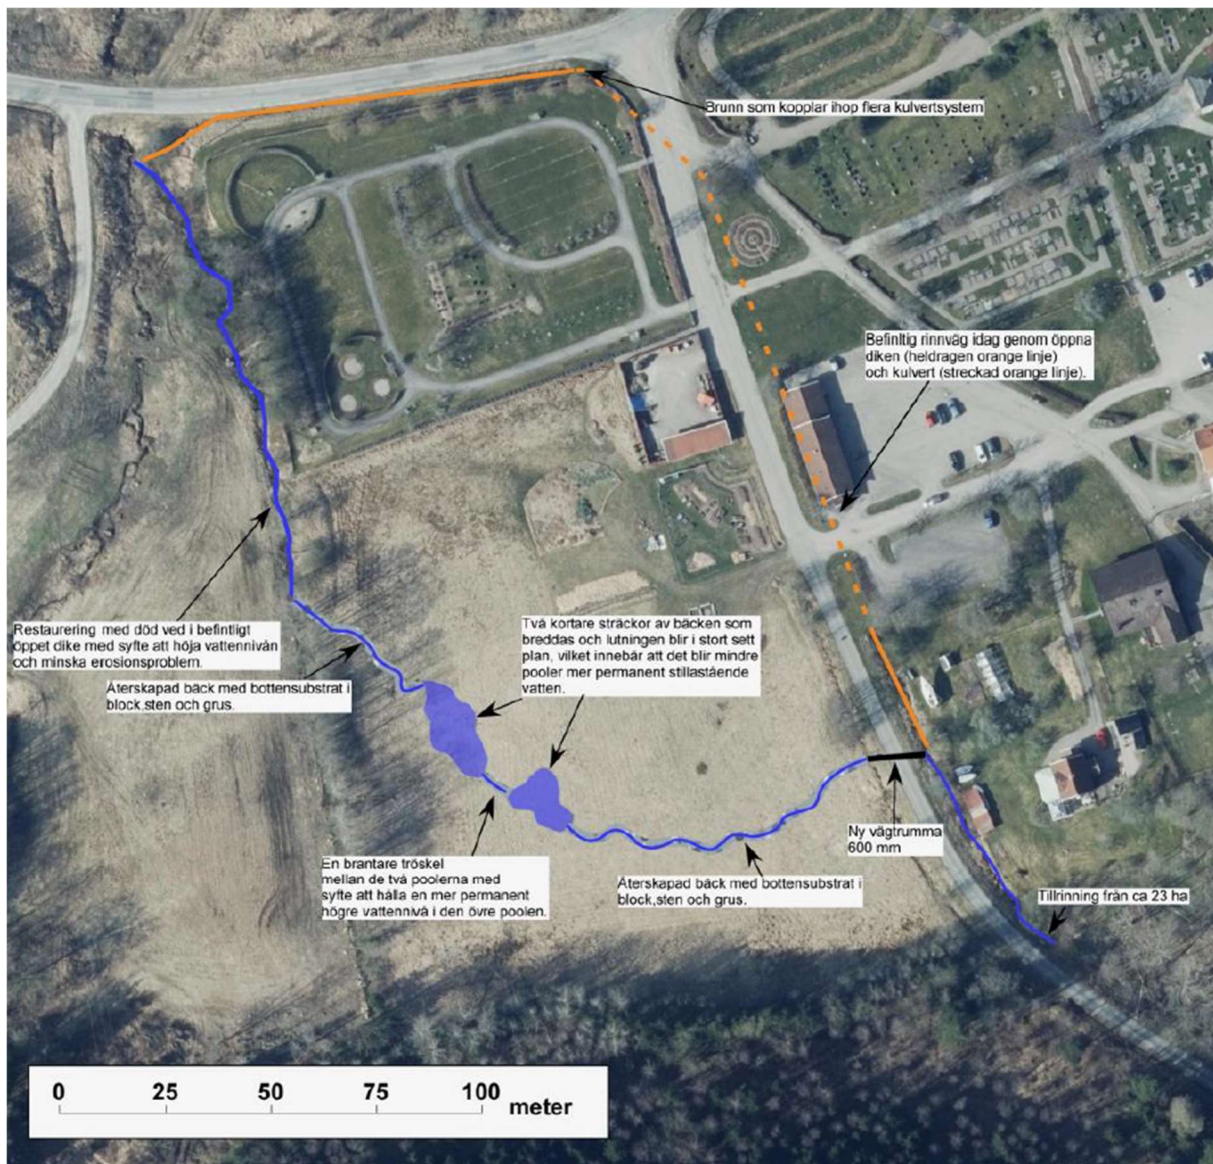 Brunn som kopplar ihop flera kulvertsystem
Befinltig rinnväg idag genom öppna
diken (heldragen orange linje)
och kulvert (streckad orange linje).
Restaurering med död ved i befintligt
öppet dike med syfte att höja vattennivån
och minska erosionsproblem.
Två kortare sträckor av bäcken som
breddas och lutningen blir i stort sett
plan, vilket innebär att det blir mindre
pooler mer permanent stillastående
vatten.
Återskapad bäck med bottensubstrat i
block,sten och grus.
Ny vägtrumma
600 mm
En brantare tröskel
mellan de två poolerna med
syfte att hålla en mer permanent
högre vattennivå i den övre poolen.
Återskapad bäck med bottensubstrat i
block,sten och grus.
Tillrinning från ca 23 ha
0 25 50 75 100 meter